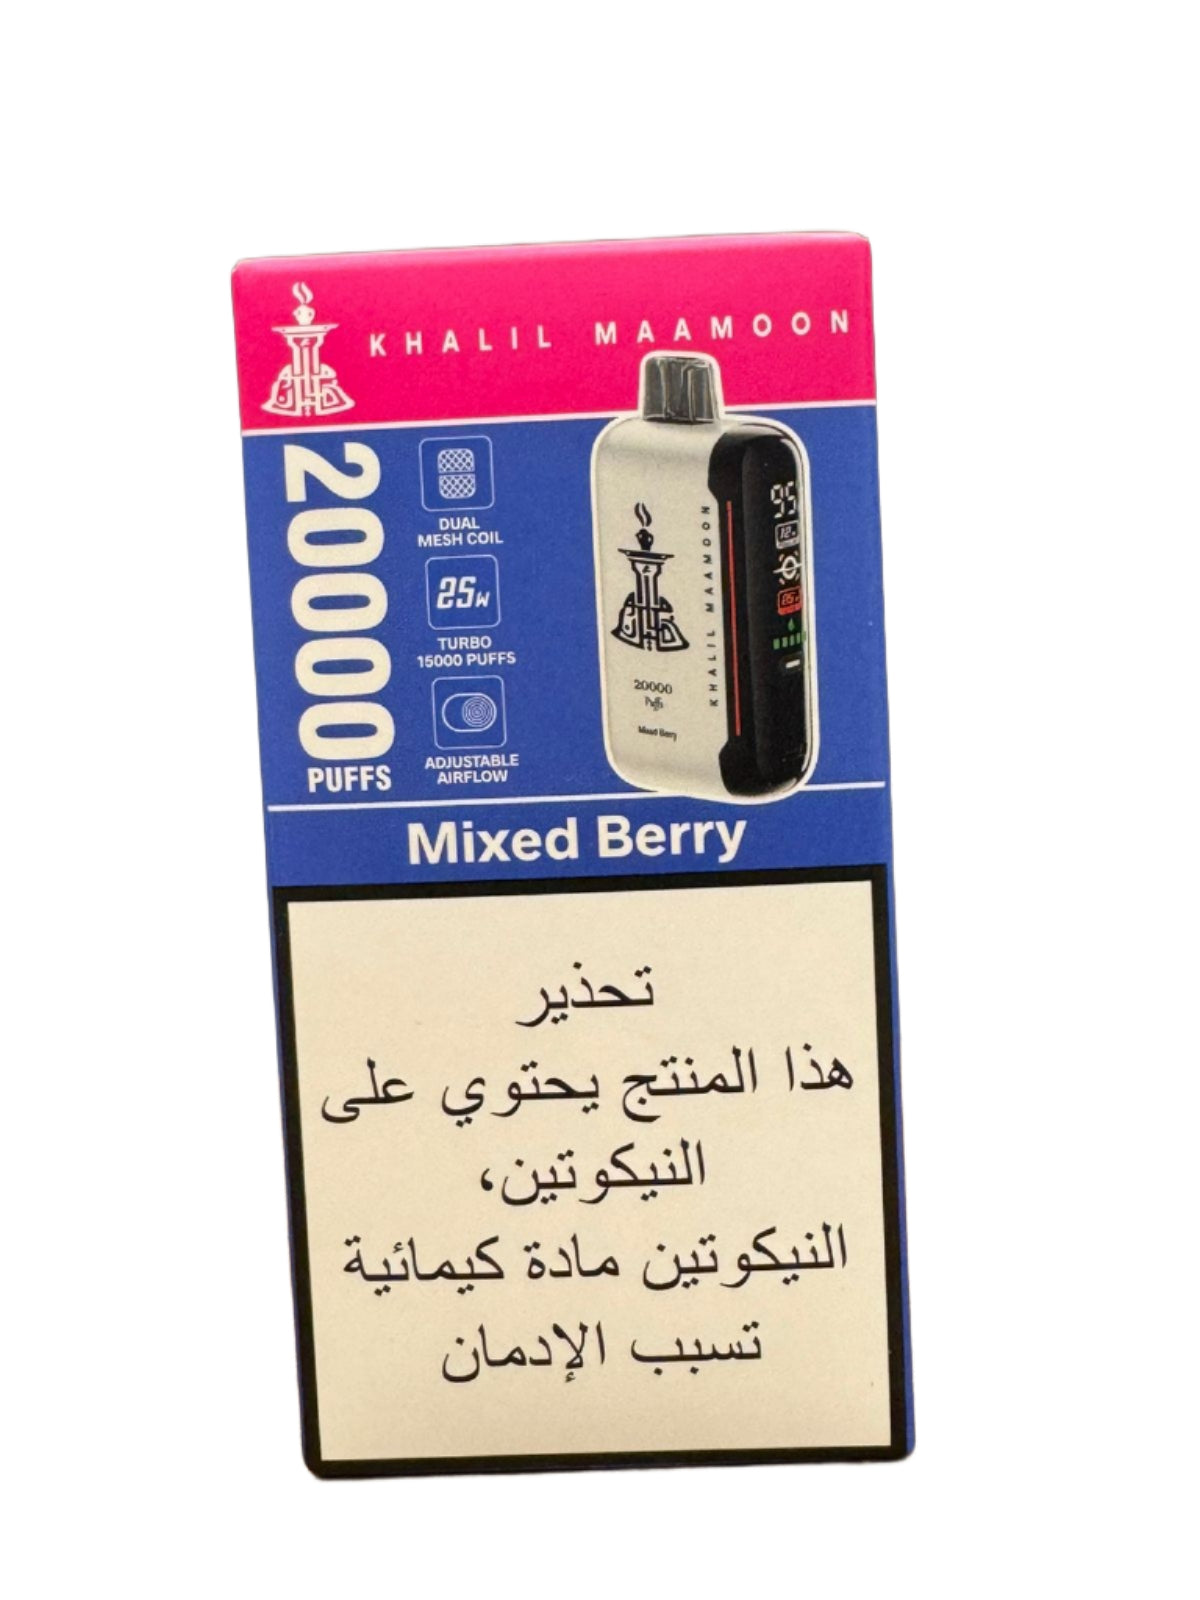 KHALIL MAAMOON
20000
PUFFS
DUAL
MESH COIL
25W
TURBO
15000 PUFFS
ADJUSTABLE
AIRFLOW
KHALIL MAAMOON
20000
Puffs
Mixed Berry
95
Mixed Berry
تحذير
هذا المنتج يحتوي على
النيكوتين،
النيكوتين مادة كيمائية
تسبب الإدمان